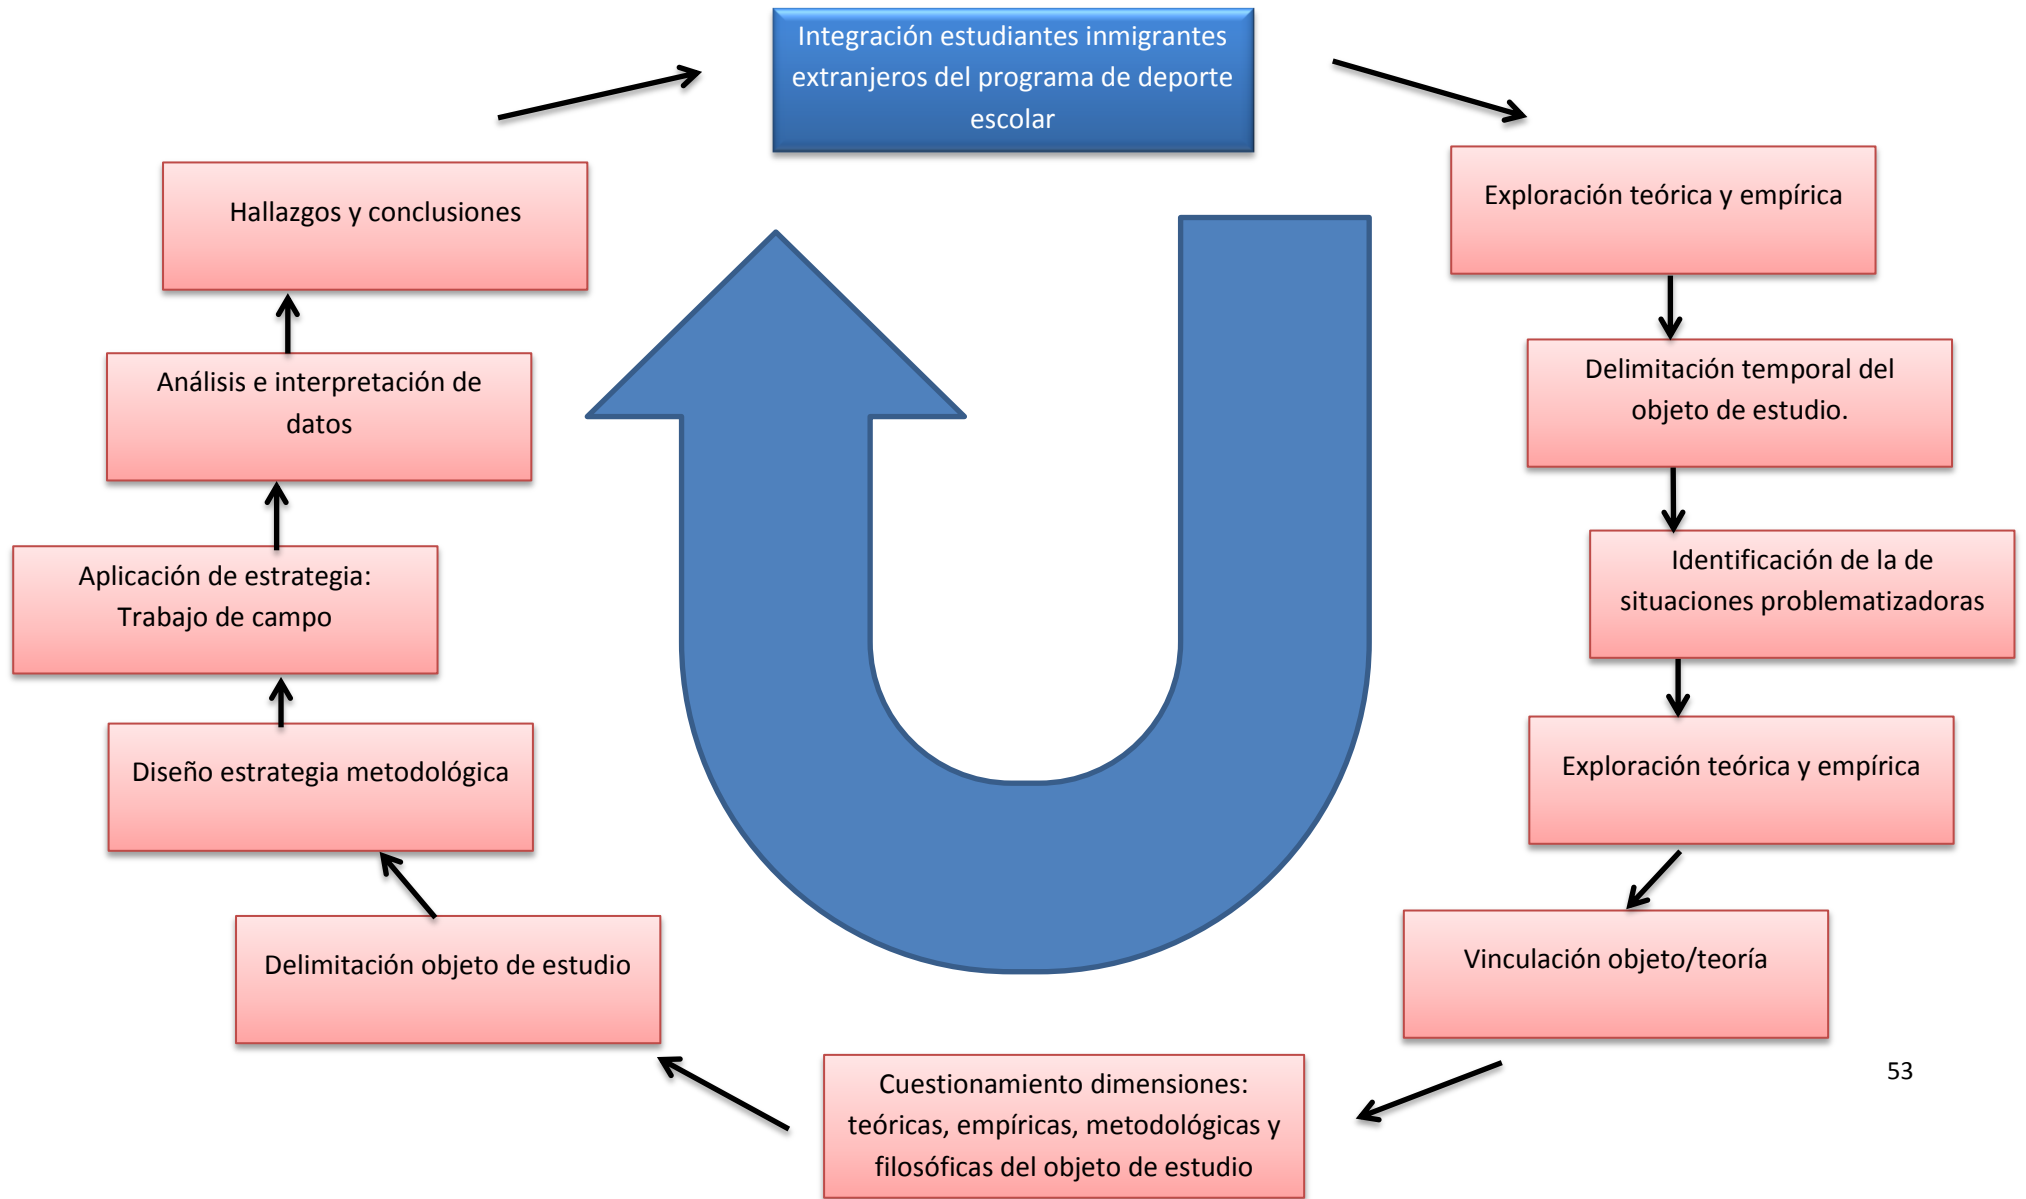 Integración estudiantes inmigrantes
extranjeros del programa de deporte
escolar
Exploración teórica y empírica
Delimitación temporal del
objeto de estudio.
Identificación de la de
situaciones problematizadoras
Exploración teórica y empírica
Vinculación objeto/teoría
Cuestionamiento dimensiones:
teóricas, empíricas, metodológicas y
filosóficas del objeto de estudio
Delimitación objeto de estudio
Diseño estrategia metodológica
Aplicación de estrategia:
Trabajo de campo
Análisis e interpretación de
datos
Hallazgos y conclusiones
53